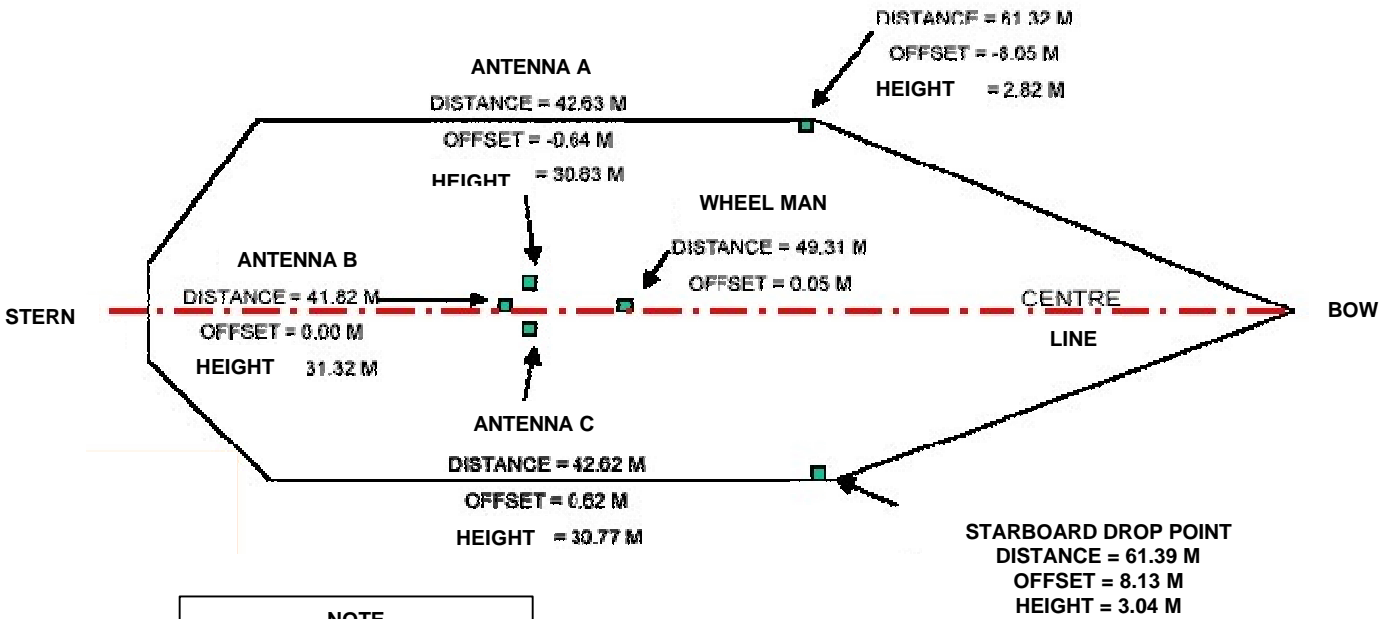 DISTANCE = 61.32 M
OFFSET = -8.05 M
HEIGHT = 2.82 M
ANTENNA A
DISTANCE = 42.63 M
OFFSET = -0.64 M
HEIGHT = 30.83 M
WHEEL MAN
DISTANCE = 49.31 M
OFFSET = 0.05 M
ANTENNA B
DISTANCE = 41.82 M
OFFSET = 0.00 M
HEIGHT 31.32 M
STERN
CENTRE
LINE
BOW
ANTENNA C
DISTANCE = 42.62 M
OFFSET = 0.62 M
HEIGHT = 30.77 M
STARBOARD DROP POINT
DISTANCE = 61.39 M
OFFSET = 8.13 M
HEIGHT = 3.04 M
NOTE